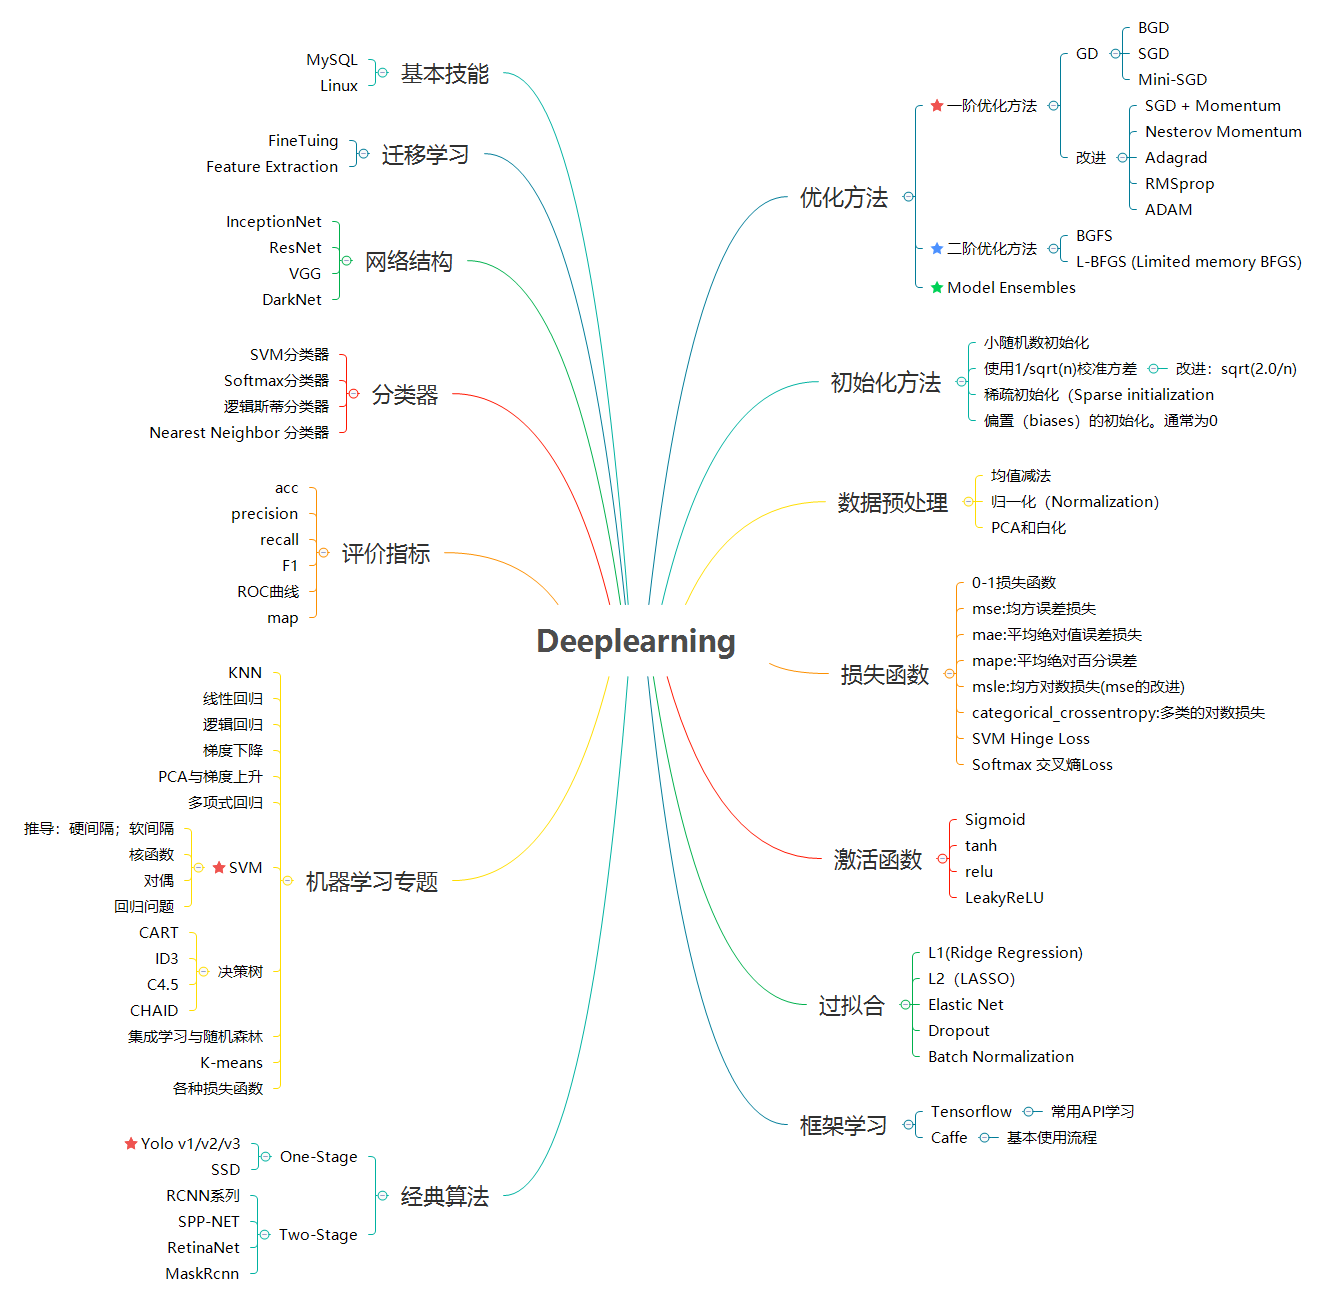 Deeplearning
优化方法
一阶优化方法
GD
BGD
SGD
Mini-SGD
改进
SGD + Momentum
Nesterov Momentum
Adagrad
RMSprop
ADAM
二阶优化方法
BGFS
L-BFGS (Limited memory BFGS)
Model Ensembles
初始化方法
小随机数初始化
使用1/sqrt(n)校准方差
改进：sqrt(2.0/n)
稀疏初始化（Sparse initialization
偏置（biases）的初始化。通常为0
数据预处理
均值减法
归一化（Normalization）
PCA和白化
损失函数
0-1损失函数
mse:均方误差损失
mae:平均绝对值误差损失
mape:平均绝对百分误差
msle:均方对数损失(mse的改进)
categorical_crossentropy:多类的对数损失
SVM Hinge Loss
Softmax 交叉熵Loss
激活函数
Sigmoid
tanh
relu
LeakyReLU
过拟合
L1(Ridge Regression)
L2（LASSO）
Elastic Net
Dropout
Batch Normalization
框架学习
Tensorflow
常用API学习
Caffe
基本使用流程
基本技能
MySQL
Linux
迁移学习
FineTuing
Feature Extraction
网络结构
InceptionNet
ResNet
VGG
DarkNet
分类器
SVM分类器
Softmax分类器
逻辑斯蒂分类器
Nearest Neighbor 分类器
评价指标
acc
precision
recall
F1
ROC曲线
map
机器学习专题
KNN
线性回归
逻辑回归
梯度下降
PCA与梯度上升
多项式回归
SVM
推导：硬间隔；软间隔
核函数
对偶
回归问题
决策树
CART
ID3
C4.5
CHAID
集成学习与随机森林
K-means
各种损失函数
经典算法
One-Stage
Yolo v1/v2/v3
SSD
Two-Stage
RCNN系列
SPP-NET
RetinaNet
MaskRcnn